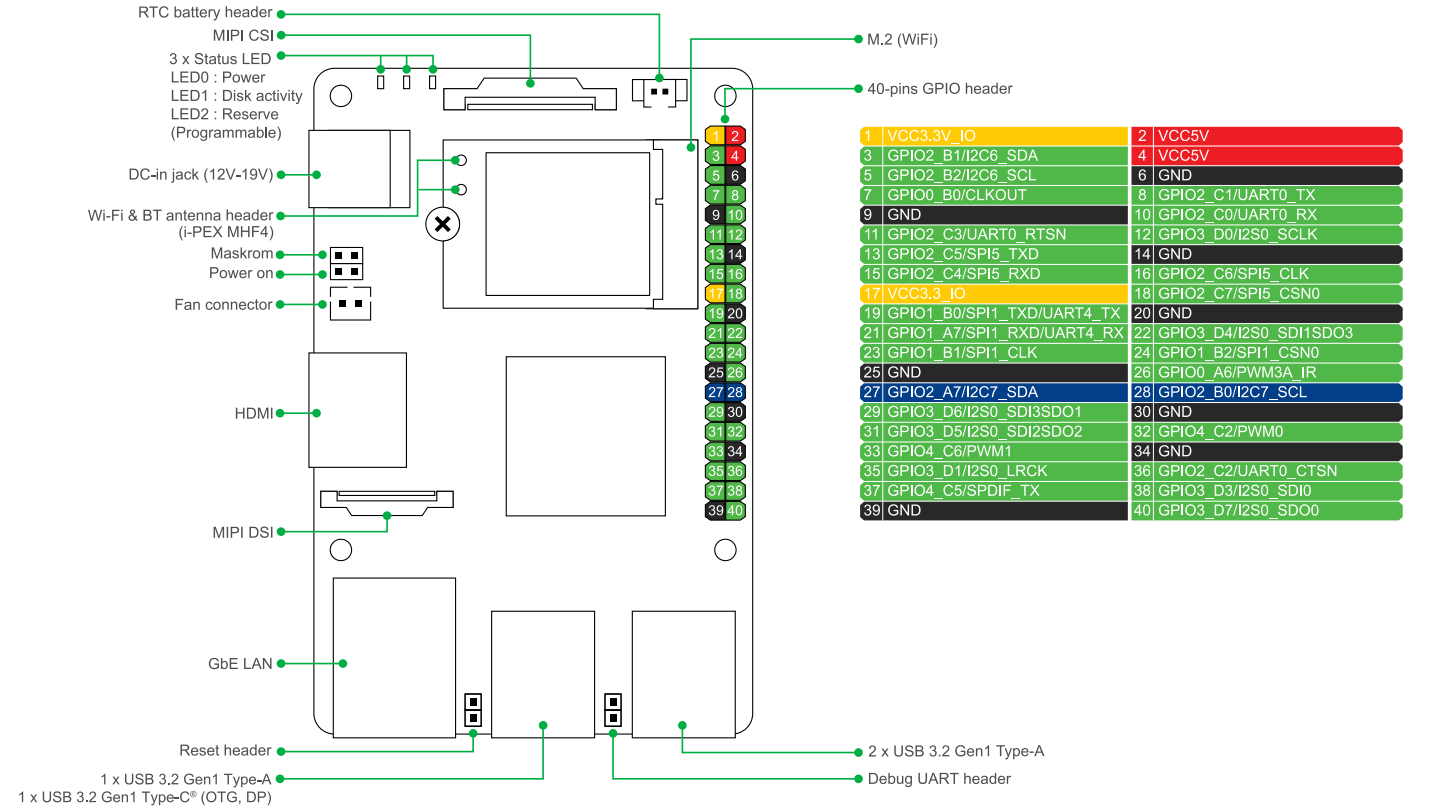 RTC battery header
MIPI CSI
3 x Status LED
LED0 : Power
LED1 : Disk activity
LED2 : Reserve
(Programmable)
DC-in jack (12V-19V)
Wi-Fi & BT antenna header
(i-PEX MHF4)
Maskrom
Power on
Fan connector
HDMI
MIPI DSI
GbE LAN
Reset header
1 x USB 3.2 Gen1 Type-A
1 x USB 3.2 Gen1 Type-C® (OTG, DP)
M.2 (WiFi)
40-pins GPIO header
2 x USB 3.2 Gen1 Type-A
Debug UART header
1 2
3 4
5 6
7 8
9 10
11 12
13 14
15 16
17 18
19 20
21 22
23 24
25 26
27 28
29 30
31 32
33 34
35 36
37 38
39 40
1 VCC3.3V_IO 2 VCC5V
3 GPIO2_B1/I2C6_SDA 4 VCC5V
5 GPIO2_B2/I2C6_SCL 6 GND
7 GPIO0_B0/CLKOUT 8 GPIO2_C1/UART0_TX
9 GND 10 GPIO2_C0/UART0_RX
11 GPIO2_C3/UART0_RTSN 12 GPIO3_D0/I2S0_SCLK
13 GPIO2_C5/SPI5_TXD 14 GND
15 GPIO2_C4/SPI5_RXD 16 GPIO2_C6/SPI5_CLK
17 VCC3.3_IO 18 GPIO2_C7/SPI5_CSN0
19 GPIO1_B0/SPI1_TXD/UART4_TX 20 GND
21 GPIO1_A7/SPI1_RXD/UART4_RX 22 GPIO3_D4/I2S0_SDI1SDO3
23 GPIO1_B1/SPI1_CLK 24 GPIO1_B2/SPI1_CSN0
25 GND 26 GPIO0_A6/PWM3A_IR
27 GPIO2_A7/I2C7_SDA 28 GPIO2_B0/I2C7_SCL
29 GPIO3_D6/I2S0_SDI3SDO1 30 GND
31 GPIO3_D5/I2S0_SDI2SDO2 32 GPIO4_C2/PWM0
33 GPIO4_C6/PWM1 34 GND
35 GPIO3_D1/I2S0_LRCK 36 GPIO2_C2/UART0_CTSN
37 GPIO4_C5/SPDIF_TX 38 GPIO3_D3/I2S0_SDI0
39 GND 40 GPIO3_D7/I2S0_SDO0